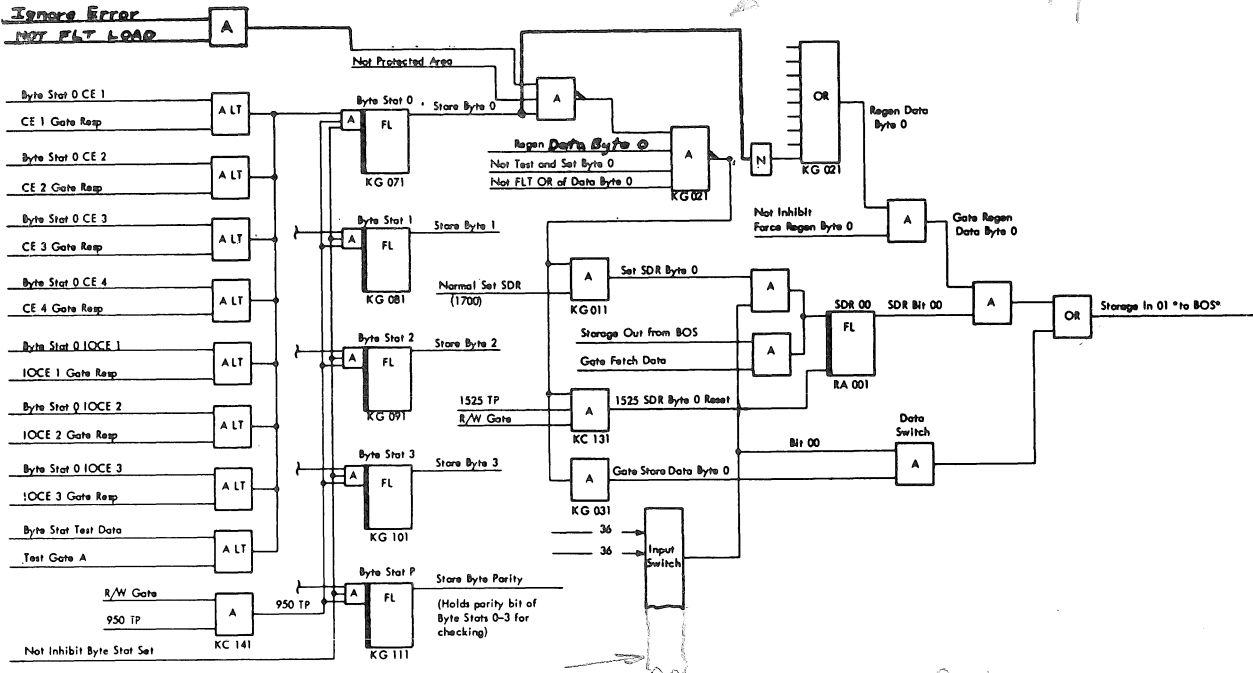 Ignore Error
NOT FLT LOAD
A
Not Protected Area
Byte Stat 0 CE 1
CE 1 Gate Resp
A LT
Byte Stat 0 CE 2
CE 2 Gate Resp
A LT
Byte Stat 0 CE 3
CE 3 Gate Resp
A LT
Byte Stat 0 CE 4
CE 4 Gate Resp
A LT
Byte Stat 0 IOCE 1
IOCE 1 Gate Resp
A LT
Byte Stat 0 IOCE 2
IOCE 2 Gate Resp
A LT
Byte Stat 0 IOCE 3
IOCE 3 Gate Resp
A LT
Byte Stat Test Data
Test Gate A
A LT
R/W Gate
950 TP
A
KC 141
950 TP
Not Inhibit Byte Stat Set
Byte Stat 0
A
FL
KG 071
Store Byte 0
Byte Stat 1
A
FL
KG 081
Store Byte 1
Byte Stat 2
A
FL
KG 091
Store Byte 2
Byte Stat 3
A
FL
KG 101
Store Byte 3
Byte Stat P
A
FL
KG 111
Store Byte Parity
(Holds parity bit of
Byte Stats 0-3 for
checking)
A
Regen Data Byte 0
Not Test and Set Byte 0
Not FLT OR of Data Byte 0
A
KG021
N
OR
KG 021
Regen Data
Byte 0
Not Inhibit
Force Regen Byte 0
A
Gate Regen
Data Byte 0
Normal Set SDR
(1700)
A
KG011
Set SDR Byte 0
A
Storage Out from BOS
Gate Fetch Data
A
SDR 00
FL
RA 001
SDR Bit 00
A
OR
Storage In 01 "to BOS"
1525 TP
R/W Gate
A
KC 131
1525 SDR Byte 0 Reset
A
KG 031
Gate Store Data Byte 0
Bit 00
Data
Switch
A
36
36
Input
Switch